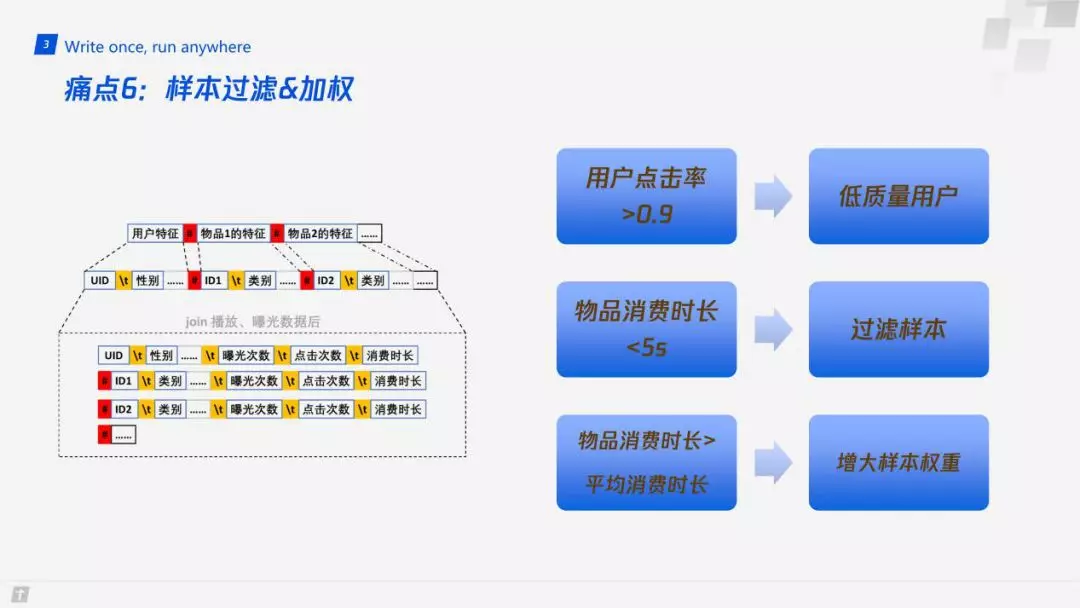 3 Write once, run anywhere
痛点6：样本过滤&加权
用户特征 # 物品1的特征 # 物品2的特征 ......
UID \t 性别 ...... # ID1 \t 类别 ...... # ID2 \t 类别 ...... ......
join 播放、曝光数据后
UID \t 性别 ...... \t 曝光次数 \t 点击次数 \t 消费时长
# ID1 \t 类别 ...... \t 曝光次数 \t 点击次数 \t 消费时长
# ID2 \t 类别 ...... \t 曝光次数 \t 点击次数 \t 消费时长
# ......
用户点击率
>0.9
低质量用户
物品消费时长
<5s
过滤样本
物品消费时长>
平均消费时长
增大样本权重